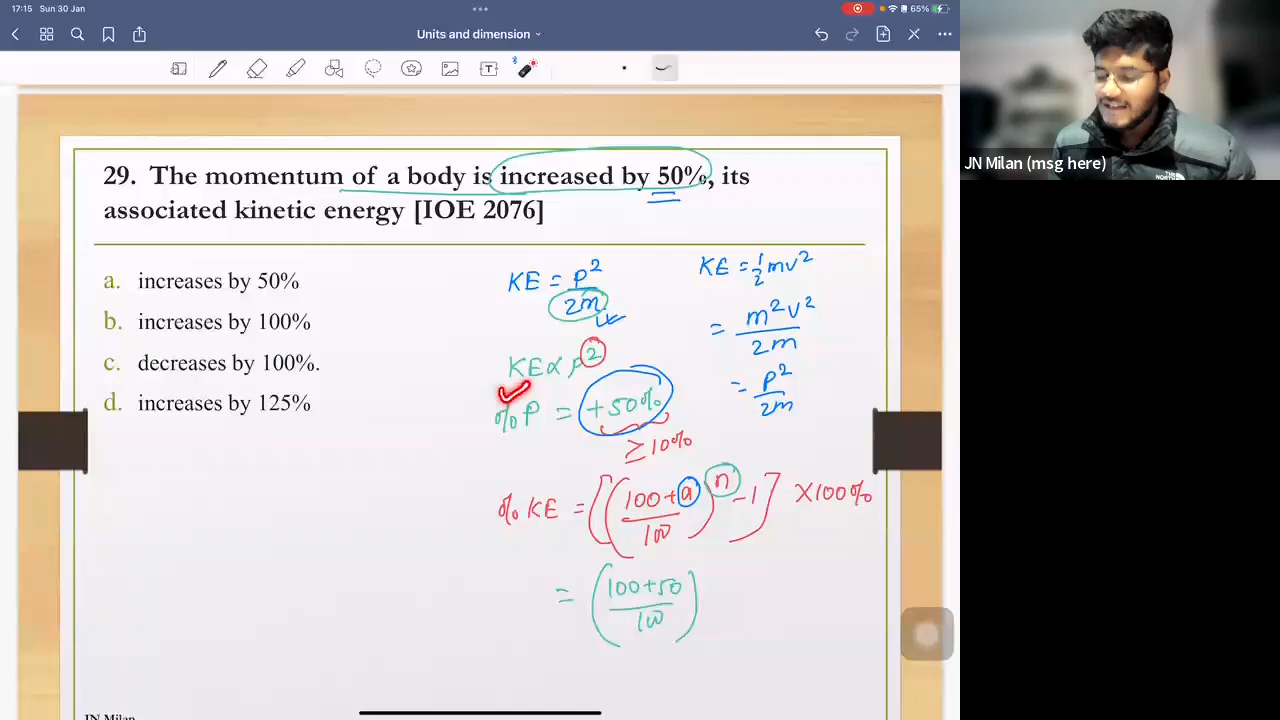 17:15 Sun 30 Jan
65%
Units and dimension
JN Milan (msg here)
29. The momentum of a body is increased by 50%, its
associated kinetic energy [IOE 2076]
a. increases by 50%
b. increases by 100%
c. decreases by 100%.
d. increases by 125%
KE = p²/2m
KE ∝ p²
%P = +50%
≥10%
%KE = [((100+a)/100)^n - 1] × 100%
= ((100+50)/100)
KE = 1/2 mv²
= m²v²/2m
= p²/2m
JN Milan